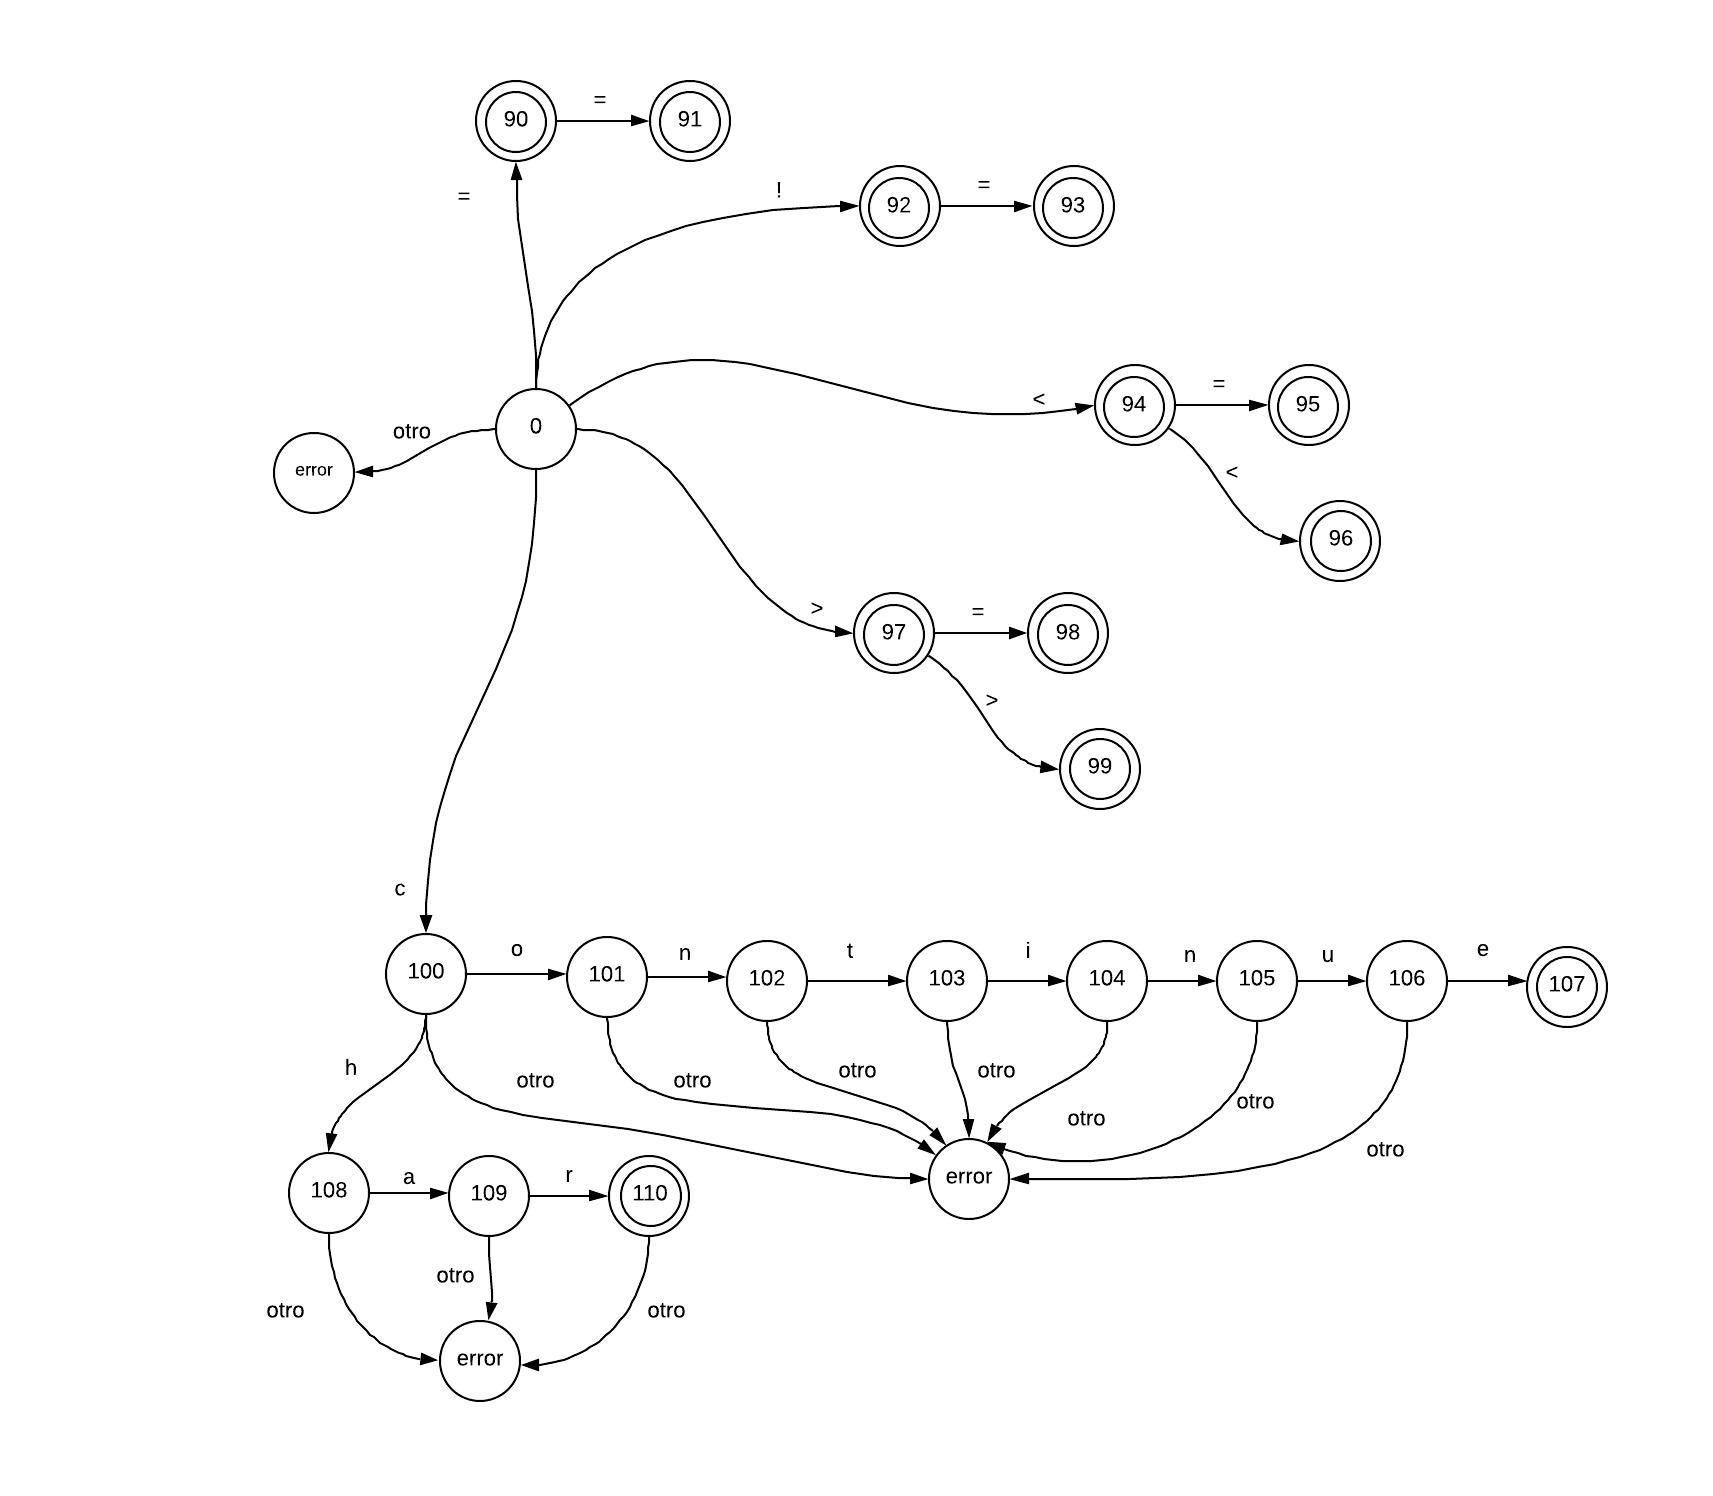 90
=
91
=
!
92
=
93
0
otro
error
<
94
=
95
<
96
>
97
=
98
>
99
c
100
o
101
n
102
t
103
i
104
n
105
u
106
e
107
h
otro
otro
otro
otro
otro
otro
otro
error
108
a
109
r
110
otro
otro
otro
error